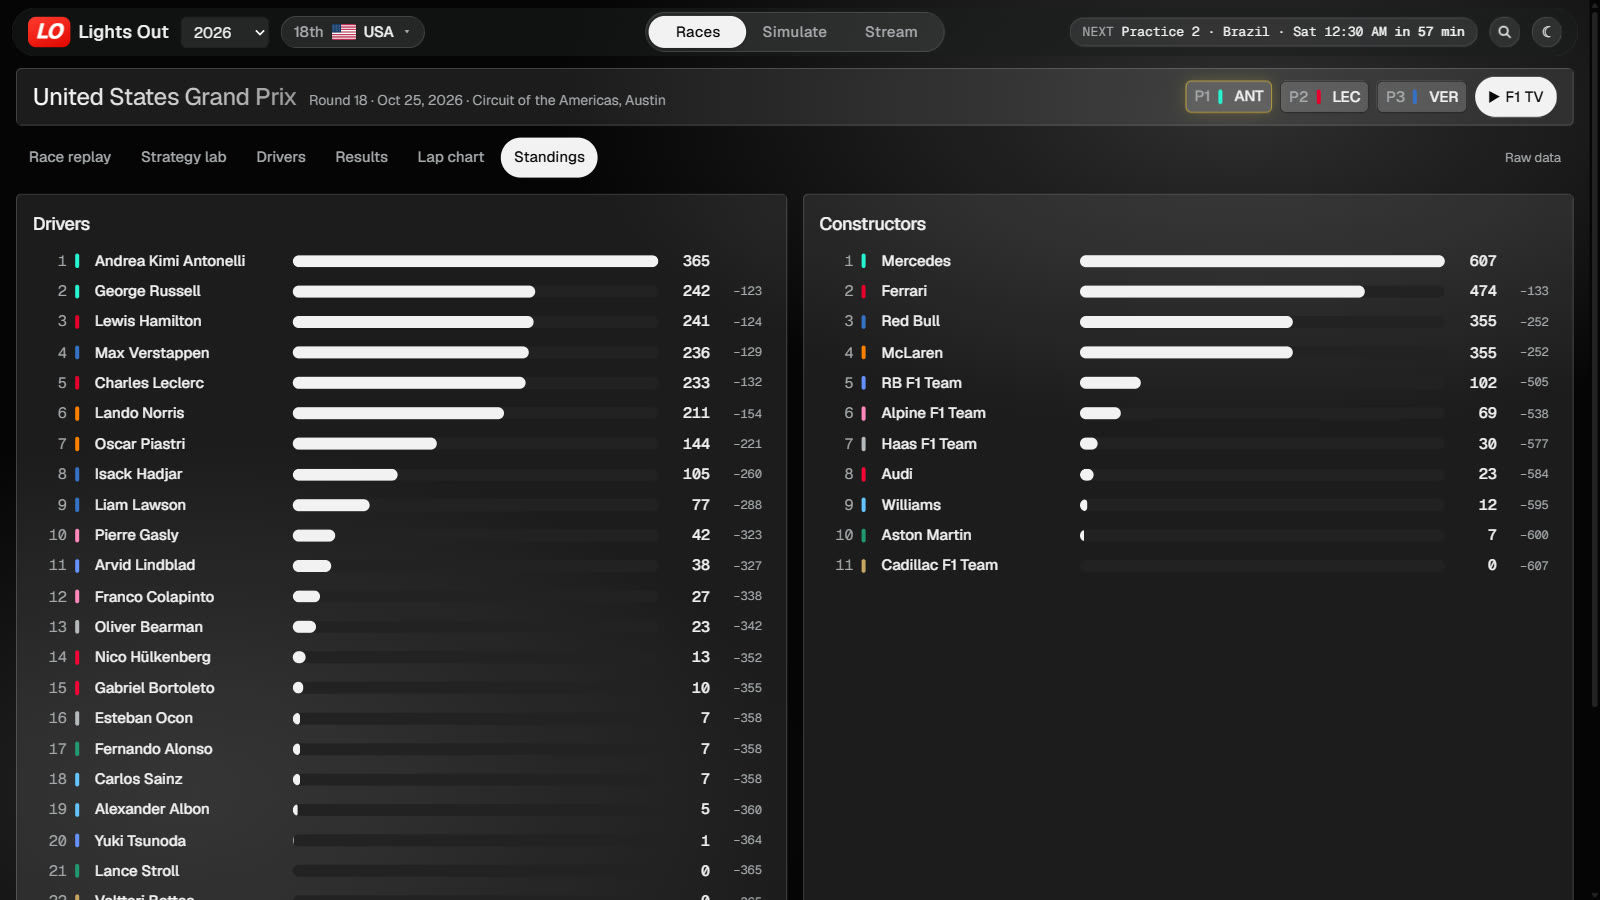 LO Lights Out 2026 18th USA Races Simulate Stream NEXT Practice 2 · Brazil · Sat 12:30 AM in 57 min
United States Grand Prix Round 18 · Oct 25, 2026 · Circuit of the Americas, Austin P1 ANT P2 LEC P3 VER F1 TV
Race replay Strategy lab Drivers Results Lap chart Standings Raw data
Drivers
1 Andrea Kimi Antonelli 365
2 George Russell 242 −123
3 Lewis Hamilton 241 −124
4 Max Verstappen 236 −129
5 Charles Leclerc 233 −132
6 Lando Norris 211 −154
7 Oscar Piastri 144 −221
8 Isack Hadjar 105 −260
9 Liam Lawson 77 −288
10 Pierre Gasly 42 −323
11 Arvid Lindblad 38 −327
12 Franco Colapinto 27 −338
13 Oliver Bearman 23 −342
14 Nico Hülkenberg 13 −352
15 Gabriel Bortoleto 10 −355
16 Esteban Ocon 7 −358
17 Fernando Alonso 7 −358
18 Carlos Sainz 7 −358
19 Alexander Albon 5 −360
20 Yuki Tsunoda 1 −364
21 Lance Stroll 0 −365
Constructors
1 Mercedes 607
2 Ferrari 474 −133
3 Red Bull 355 −252
4 McLaren 355 −252
5 RB F1 Team 102 −505
6 Alpine F1 Team 69 −538
7 Haas F1 Team 30 −577
8 Audi 23 −584
9 Williams 12 −595
10 Aston Martin 7 −600
11 Cadillac F1 Team 0 −607